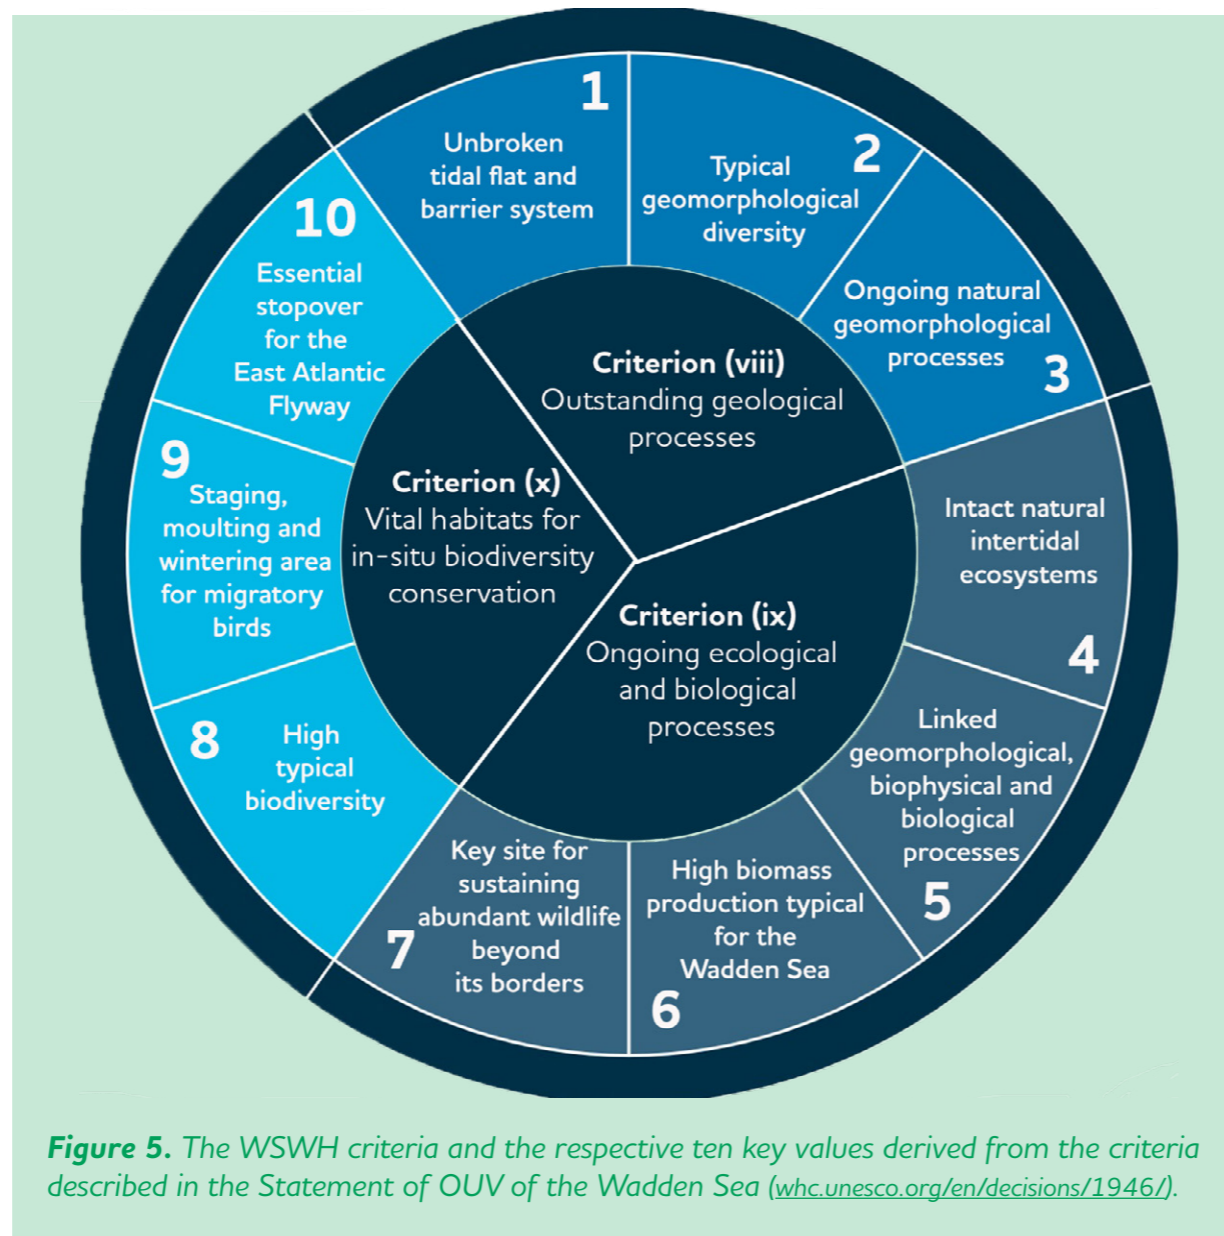 1
Unbroken
tidal flat and
barrier system
2
Typical
geomorphological
diversity
Ongoing natural
geomorphological
processes
3
Intact natural
intertidal
ecosystems
4
Linked
geomorphological,
biophysical and
biological
processes
5
High biomass
production typical
for the
Wadden Sea
6
Key site for
sustaining
abundant wildlife
beyond
its borders
7
8
High
typical
biodiversity
9
Staging,
moulting and
wintering area
for migratory
birds
10
Essential
stopover
for the
East Atlantic
Flyway
Criterion (viii)
Outstanding geological
processes
Criterion (ix)
Ongoing ecological
and biological
processes
Criterion (x)
Vital habitats for
in-situ biodiversity
conservation
Figure 5. The WSWH criteria and the respective ten key values derived from the criteria
described in the Statement of OUV of the Wadden Sea (whc.unesco.org/en/decisions/1946/).